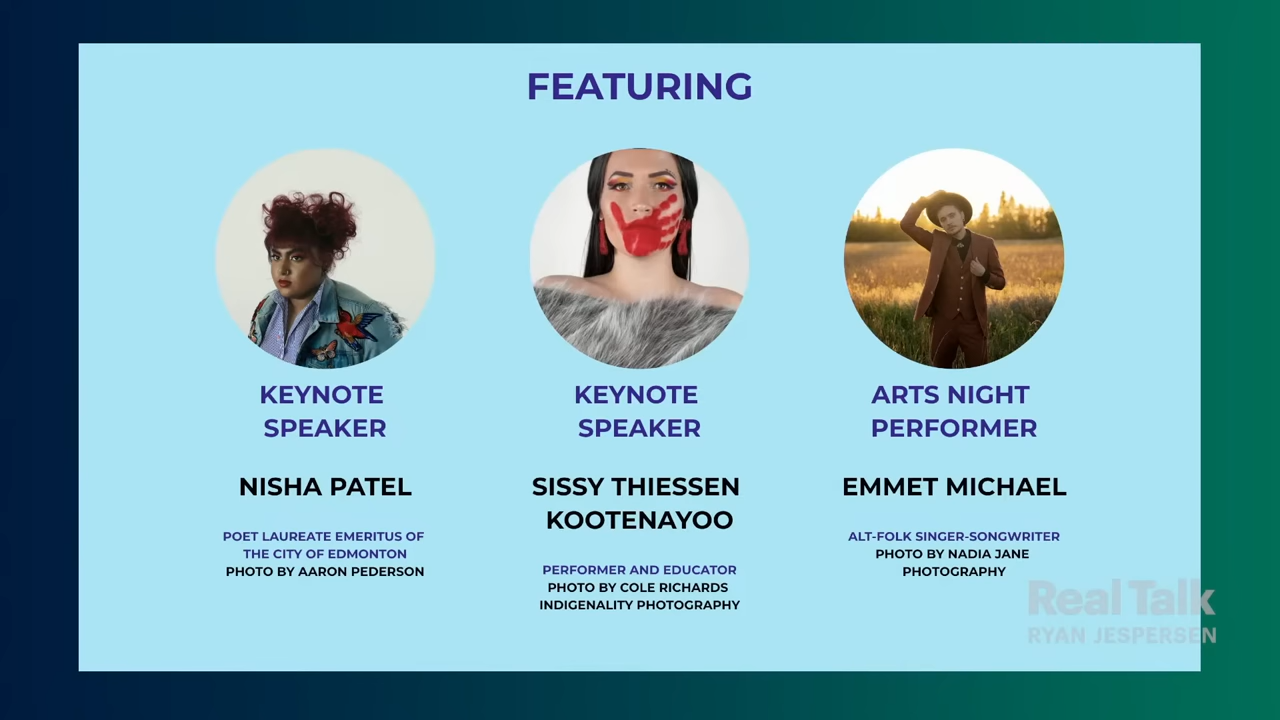 FEATURING
KEYNOTE
SPEAKER
NISHA PATEL
POET LAUREATE EMERITUS OF
THE CITY OF EDMONTON
PHOTO BY AARON PEDERSON
KEYNOTE
SPEAKER
SISSY THIESSEN
KOOTENAYOO
PERFORMER AND EDUCATOR
PHOTO BY COLE RICHARDS
INDIGENALITY PHOTOGRAPHY
ARTS NIGHT
PERFORMER
EMMET MICHAEL
ALT-FOLK SINGER-SONGWRITER
PHOTO BY NADIA JANE
PHOTOGRAPHY
Real Talk
RYAN JESPERSEN